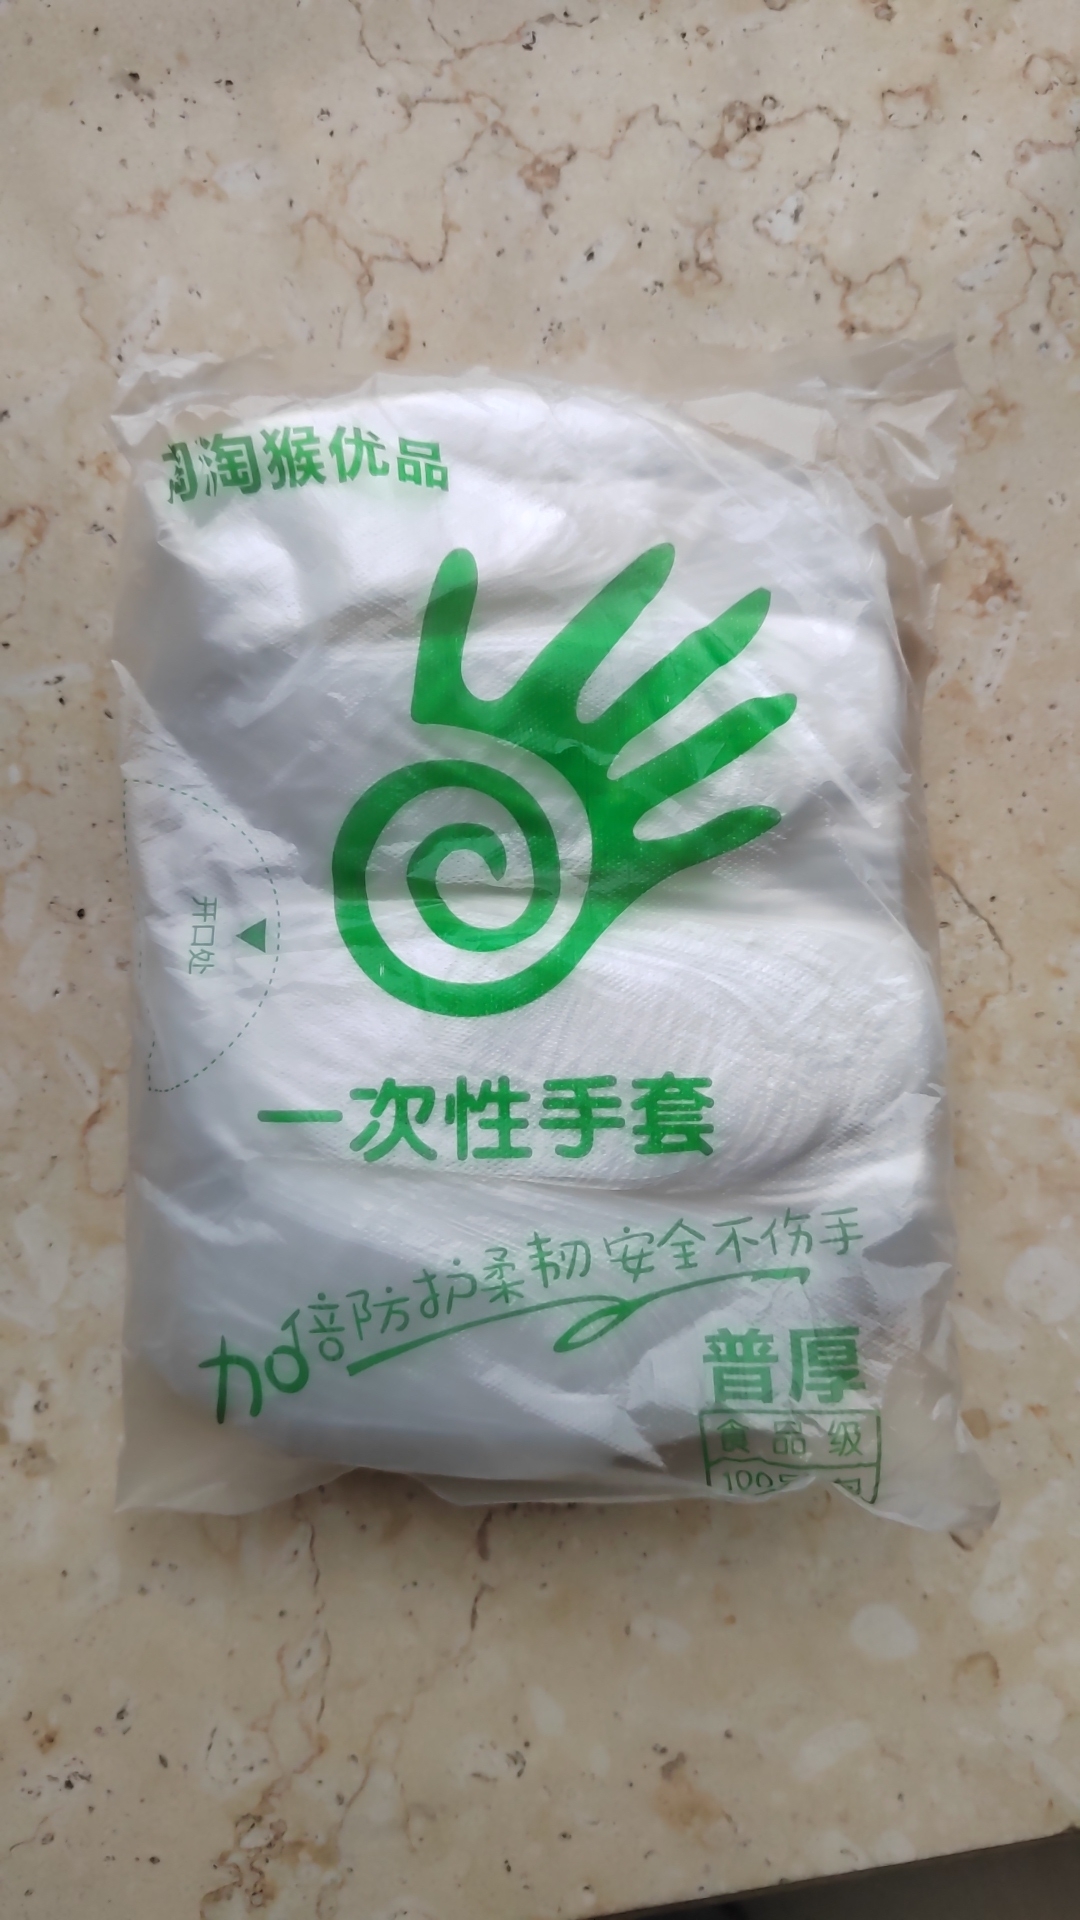 淘猴优品
开口处
一次性手套
加倍防护柔韧安全不伤手
普厚
食品级
100